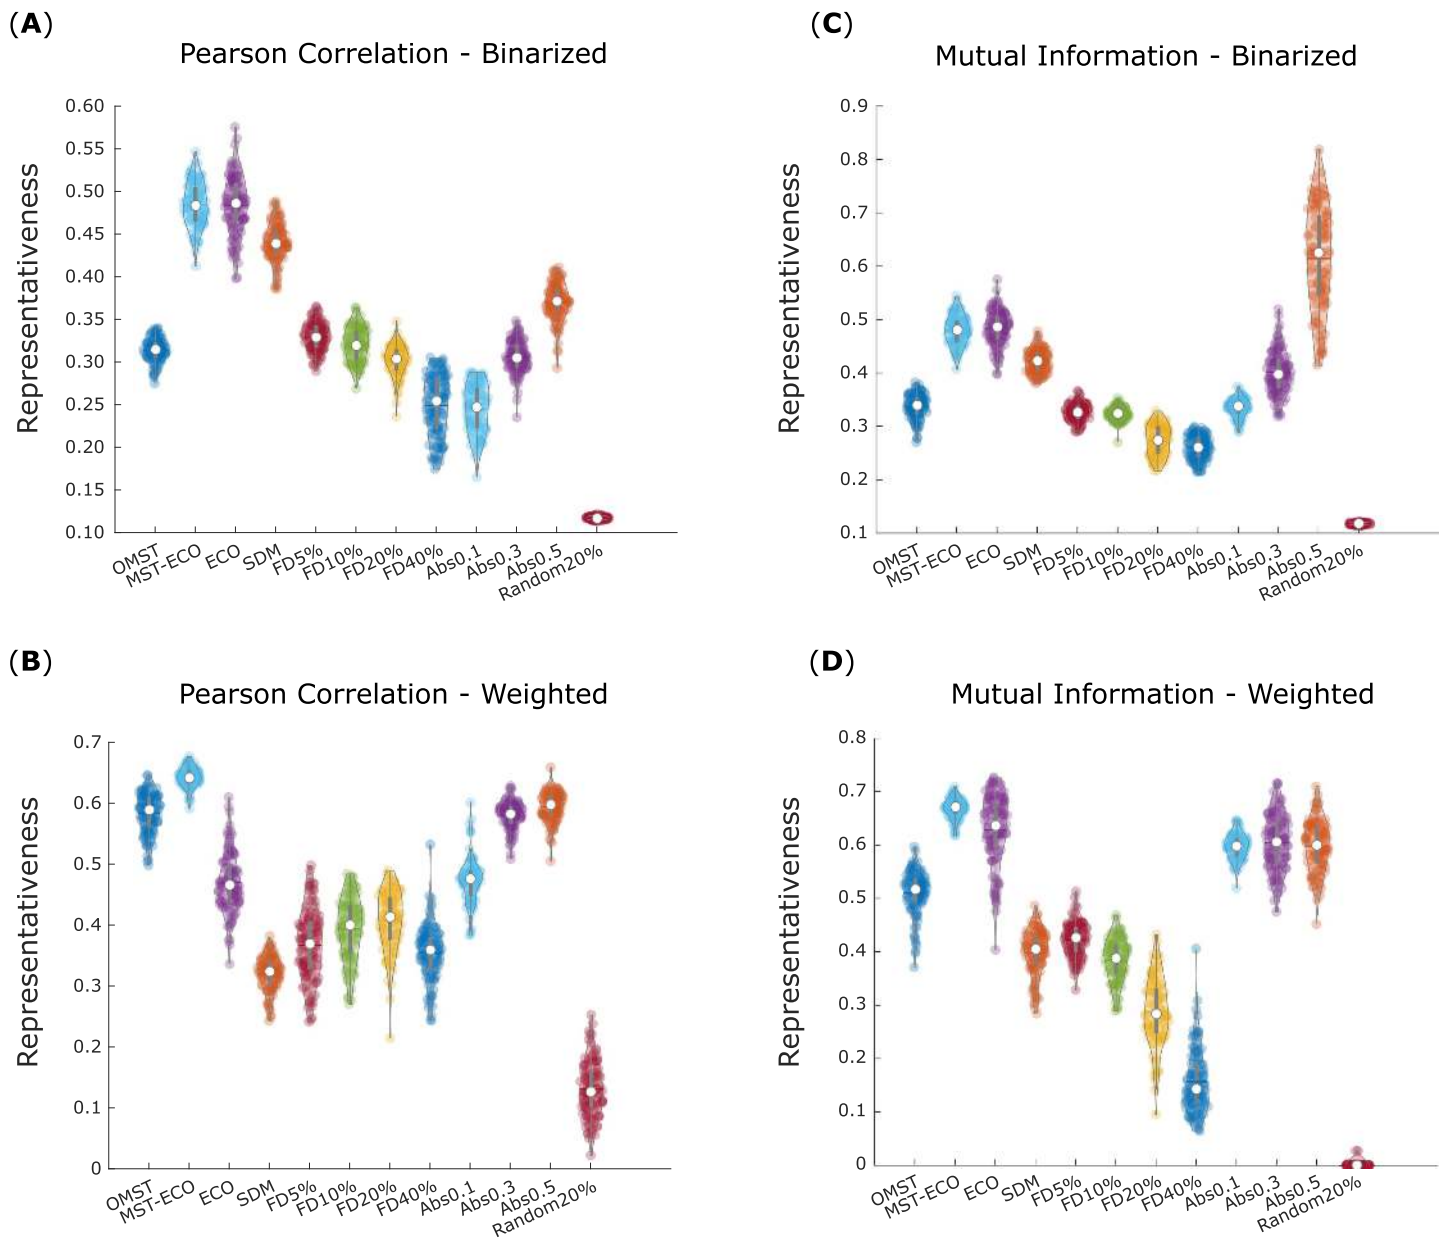 (A)
Pearson Correlation - Binarized
Representativeness
0.60
0.55
0.50
0.45
0.40
0.35
0.30
0.25
0.20
0.15
0.10
OMST
MST-ECO
ECO
SDM
FD5%
FD10%
FD20%
FD40%
Abs0.1
Abs0.3
Abs0.5
Random20%
(C)
Mutual Information - Binarized
Representativeness
0.9
0.8
0.7
0.6
0.5
0.4
0.3
0.2
0.1
OMST
MST-ECO
ECO
SDM
FD5%
FD10%
FD20%
FD40%
Abs0.1
Abs0.3
Abs0.5
Random20%
(B)
Pearson Correlation - Weighted
Representativeness
0.7
0.6
0.5
0.4
0.3
0.2
0.1
0
OMST
MST-ECO
ECO
SDM
FD5%
FD10%
FD20%
FD40%
Abs0.1
Abs0.3
Abs0.5
Random20%
(D)
Mutual Information - Weighted
Representativeness
0.8
0.7
0.6
0.5
0.4
0.3
0.2
0.1
0
OMST
MST-ECO
ECO
SDM
FD5%
FD10%
FD20%
FD40%
Abs0.1
Abs0.3
Abs0.5
Random20%